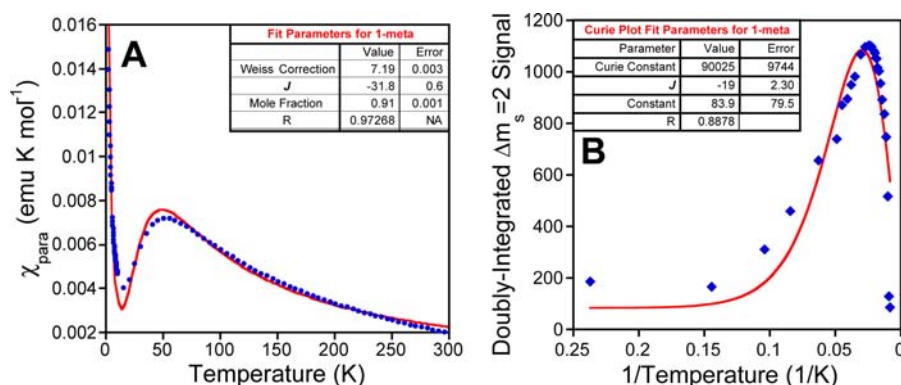 A
Fit Parameters for 1-meta
Value Error
Weiss Correction 7.19 0.003
J -31.8 0.6
Mole Fraction 0.91 0.001
R 0.97268 NA
χpara (emu K mol⁻¹)
0.016
0.014
0.012
0.010
0.008
0.006
0.004
0.002
0 50 100 150 200 250 300
Temperature (K)
B
Curie Plot Fit Parameters for 1-meta
Parameter Value Error
Curie Constant 90025 9744
J -19 2.30
Constant 83.9 79.5
R 0.8878
Doubly-Integrated Δms=2 Signal
1200
1000
800
600
400
200
0
0.25 0.2 0.15 0.1 0.05 0
1/Temperature (1/K)